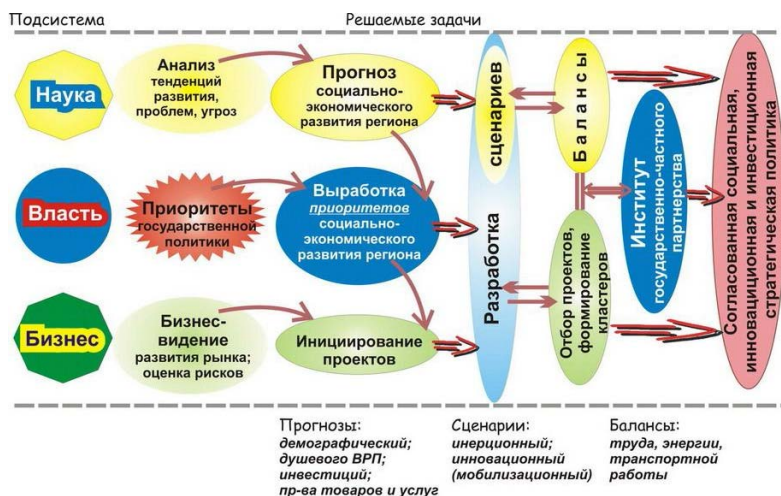 Подсистема
Решаемые задачи
Наука
Анализ
тенденций
развития,
проблем, угроз
Прогноз
социально-
экономического
развития региона
Власть
Приоритеты
государственной
политики
Выработка
приоритетов
социально-
экономического
развития региона
Бизнес
Бизнес-
видение
развития рынка;
оценка рисков
Инициирование
проектов
Разработка
сценариев
Балансы
Отбор проектов,
формирование
кластеров
Институт
государственно-частного
партнерства
Согласованная социальная,
инновационная и инвестиционная
стратегическая политика
Прогнозы:
демографический;
душевого ВРП;
инвестиций;
пр-ва товаров и услуг
Сценарии:
инерционный;
инновационный
(мобилизационный)
Балансы:
труда, энергии,
транспортной
работы